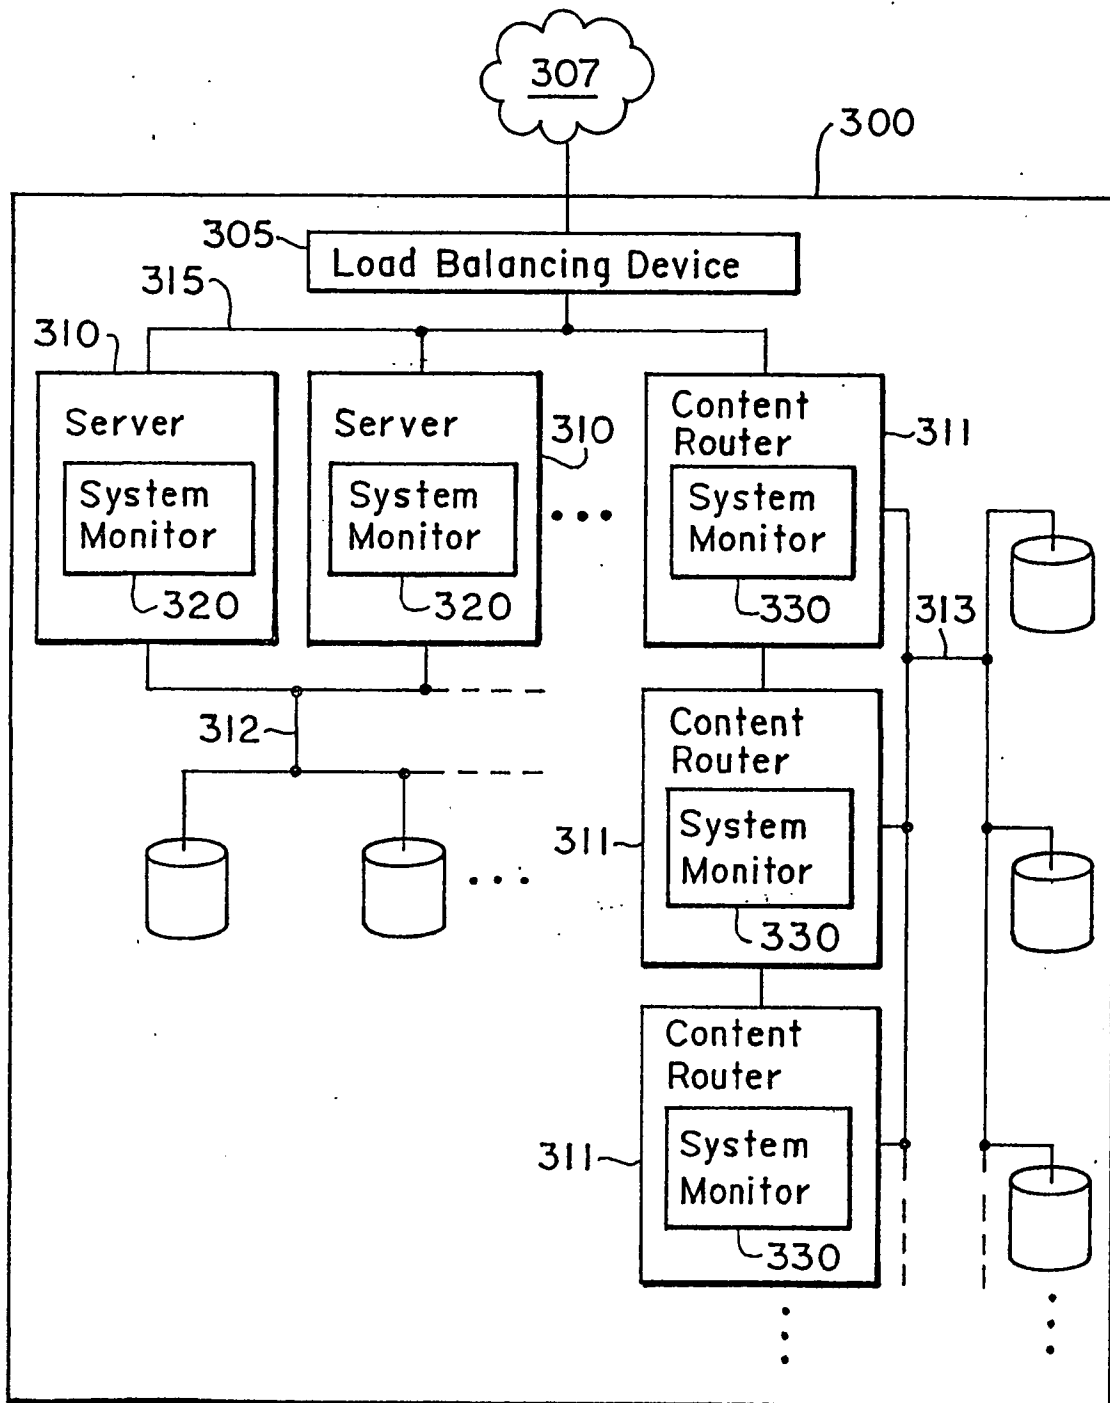 307
300
305
Load Balancing Device
315
310
Server
System
Monitor
320
Server
System
Monitor
320
310
Content
Router
System
Monitor
330
311
313
312
Content
Router
System
Monitor
330
311
Content
Router
System
Monitor
330
311